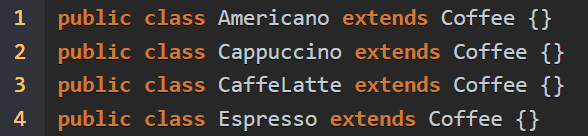 1 public class Americano extends Coffee {}
2 public class Cappuccino extends Coffee {}
3 public class CaffeLatte extends Coffee {}
4 public class Espresso extends Coffee {}